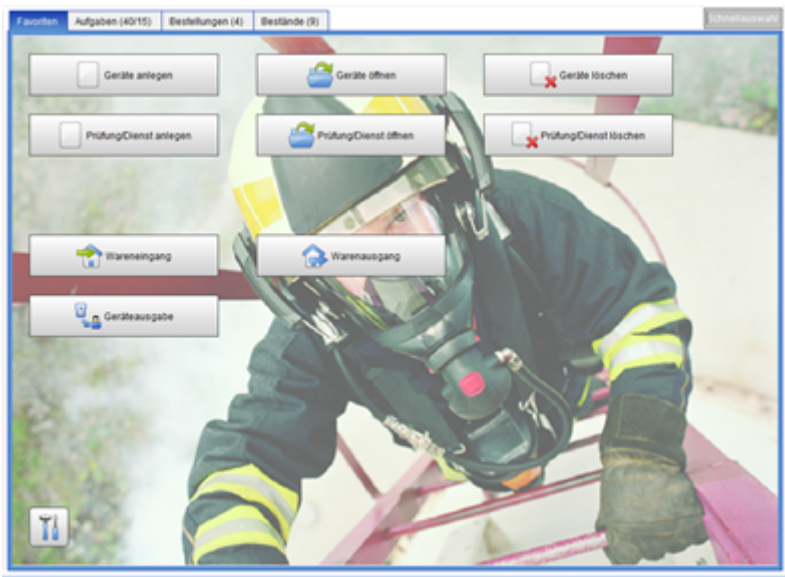 Favoriten Aufgaben (40/15) Bestellungen (4) Bestände (9) Schnellauswahl
Geräte anlegen Geräte öffnen Geräte löschen
Prüfung/Dienst anlegen Prüfung/Dienst öffnen Prüfung/Dienst löschen
Wareneingang Warenausgang
Geräteausgabe